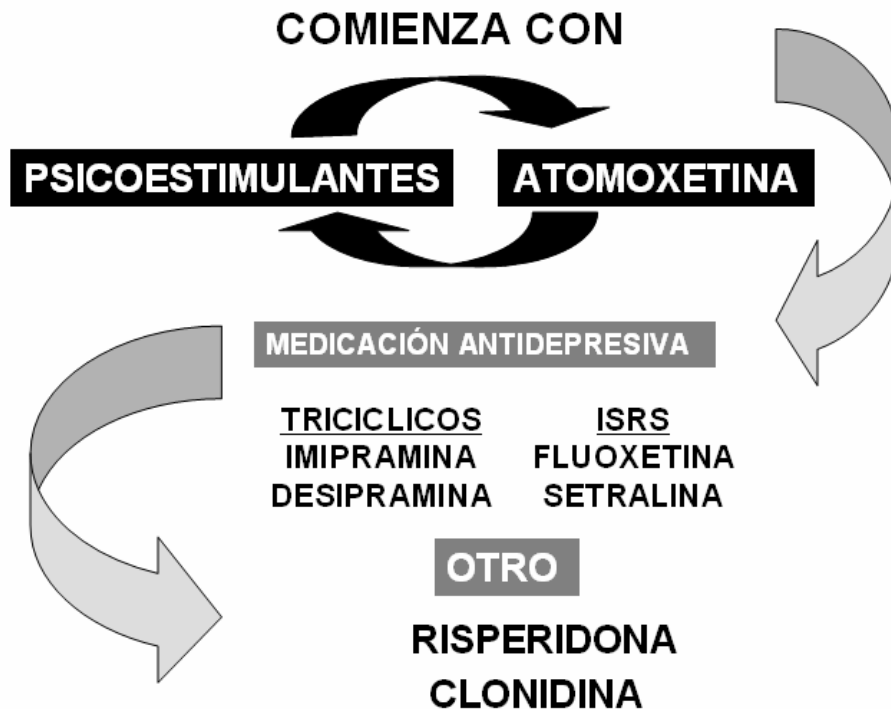 COMIENZA CON
PSICOESTIMULANTES ATOMOXETINA
MEDICACIÓN ANTIDEPRESIVA
TRICICLICOS ISRS
IMIPRAMINA FLUOXETINA
DESIPRAMINA SETRALINA
OTRO
RISPERIDONA
CLONIDINA